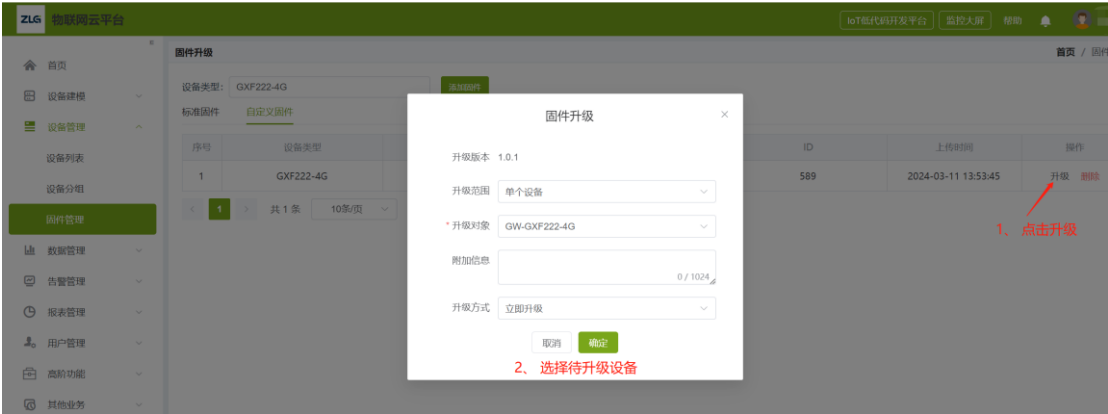 ZLG 物联网云平台
IoT低代码开发平台 监控大屏 帮助
首页
设备建模
设备管理
设备列表
设备分组
固件管理
数据管理
告警管理
报表管理
用户管理
高阶功能
其他业务
固件升级
首页 / 固件
设备类型: GXF222-4G 添加固件
标准固件 自定义固件
序号 设备类型 ID 上传时间 操作
1 GXF222-4G 589 2024-03-11 13:53:45 升级 删除
< 1 > 共 1 条 10条/页
固件升级
升级版本 1.0.1
升级范围 单个设备
* 升级对象 GW-GXF222-4G
附加信息
0 / 1024
升级方式 立即升级
取消 确定
1、 点击升级
2、 选择待升级设备